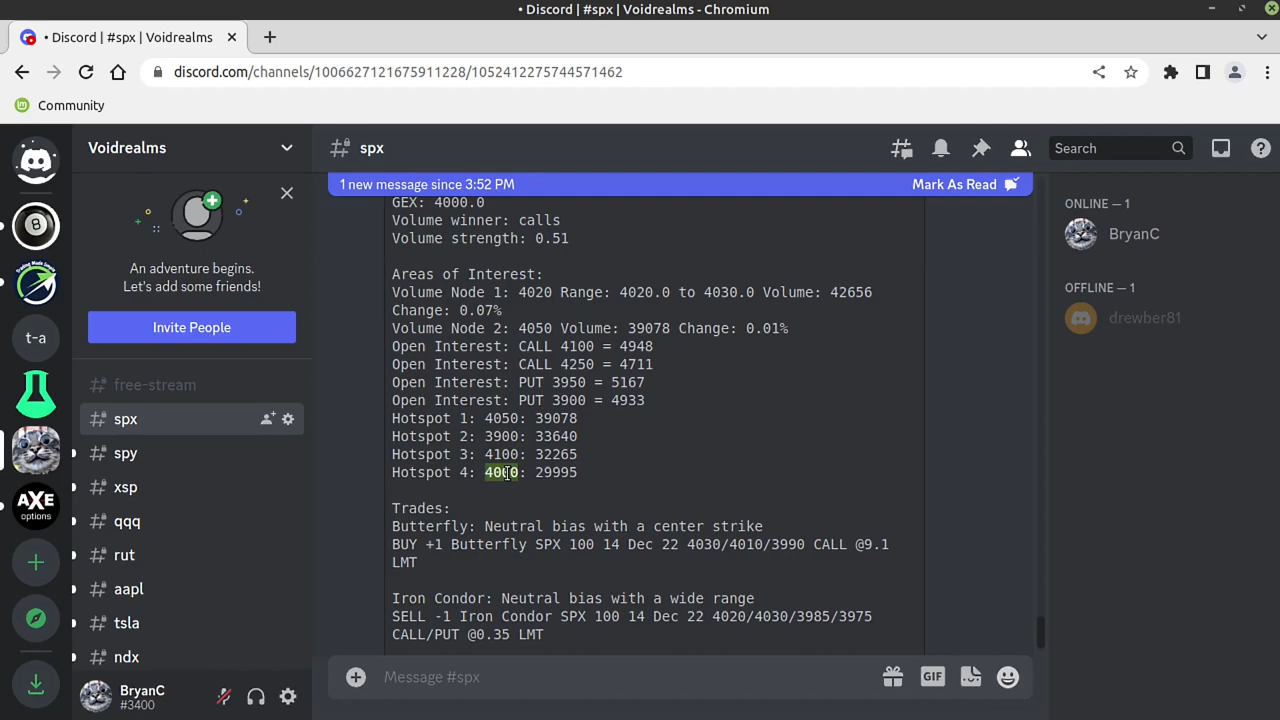 • Discord | #spx | Voidrealms - Chromium
• Discord | #spx | Voidrealms
discord.com/channels/1006627121675911228/1052412275744571462
Community
Voidrealms
spx
Search
1 new message since 3:52 PM
Mark As Read
An adventure begins.
Let's add some friends!
Invite People
free-stream
spx
spy
xsp
qqq
rut
aapl
tsla
ndx
t-a
AXE
options
BryanC
#3400
GEX: 4000.0
Volume winner: calls
Volume strength: 0.51
Areas of Interest:
Volume Node 1: 4020 Range: 4020.0 to 4030.0 Volume: 42656
Change: 0.07%
Volume Node 2: 4050 Volume: 39078 Change: 0.01%
Open Interest: CALL 4100 = 4948
Open Interest: CALL 4250 = 4711
Open Interest: PUT 3950 = 5167
Open Interest: PUT 3900 = 4933
Hotspot 1: 4050: 39078
Hotspot 2: 3900: 33640
Hotspot 3: 4100: 32265
Hotspot 4: 4000: 29995
Trades:
Butterfly: Neutral bias with a center strike
BUY +1 Butterfly SPX 100 14 Dec 22 4030/4010/3990 CALL @9.1
LMT
Iron Condor: Neutral bias with a wide range
SELL -1 Iron Condor SPX 100 14 Dec 22 4020/4030/3985/3975
CALL/PUT @0.35 LMT
Message #spx
GIF
ONLINE — 1
BryanC
OFFLINE — 1
drewber81